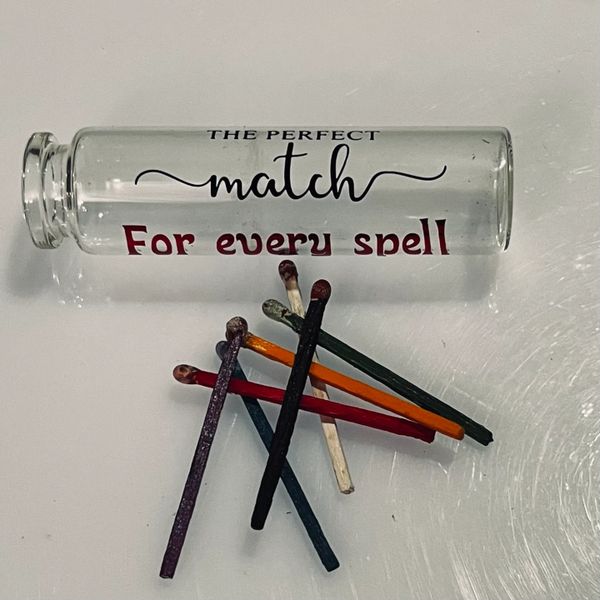 THE PERFECT
match
For every spell